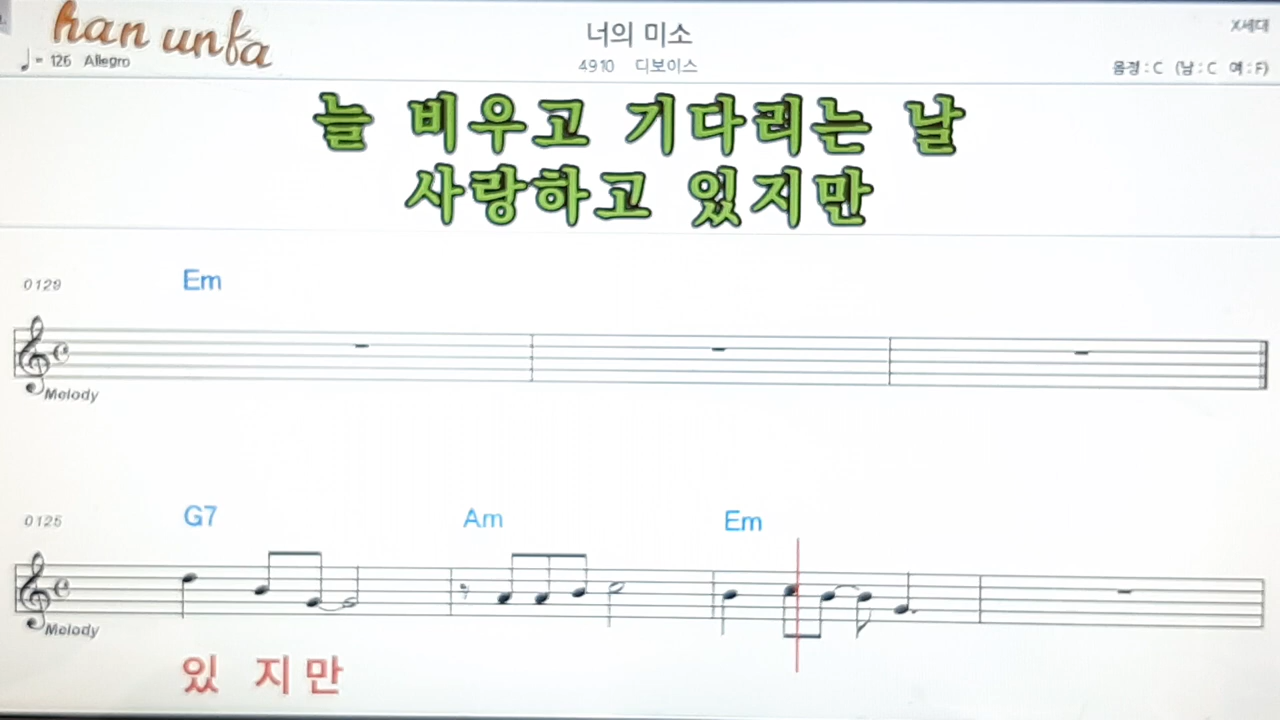 han unfa
너의 미소
X세대
♩= 126 Allegro
4910 디보이스
음정 : C (남 : C 여 : F)
늘 비우고 기다리는 날
사랑하고 있지만
0129
Em
Melody
0125
G7 Am Em
Melody
있 지 만